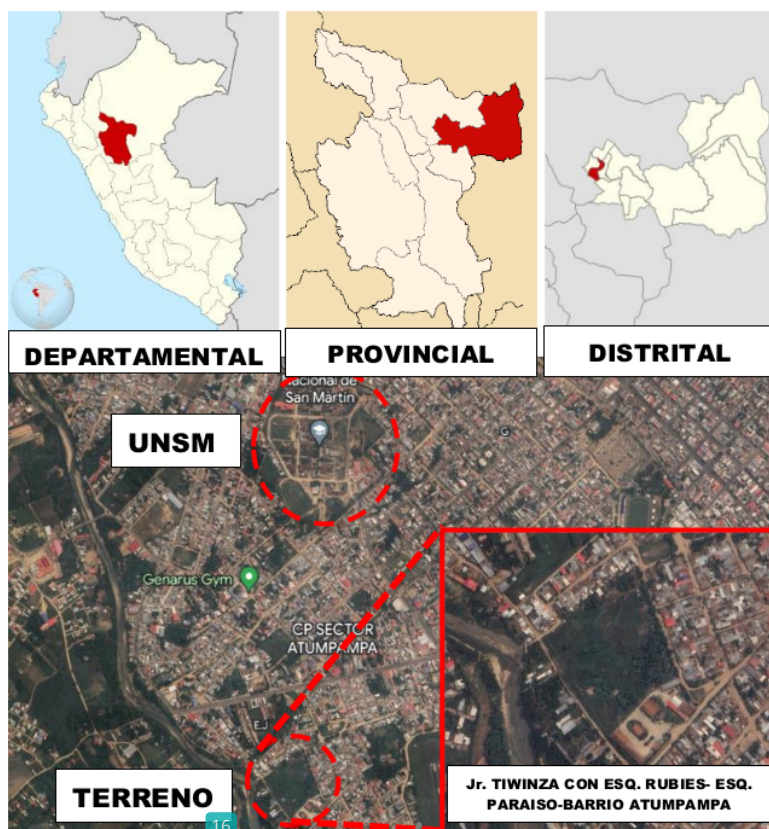 DEPARTAMENTAL
PROVINCIAL
DISTRITAL
Nacional de
San Martin
UNSM
G
Genarus Gym
CP SECTOR
ATUMPAMPA
E.J
TERRENO
16
Jr. TIWINZA CON ESQ. RUBIES- ESQ.
PARAISO-BARRIO ATUMPAMPA